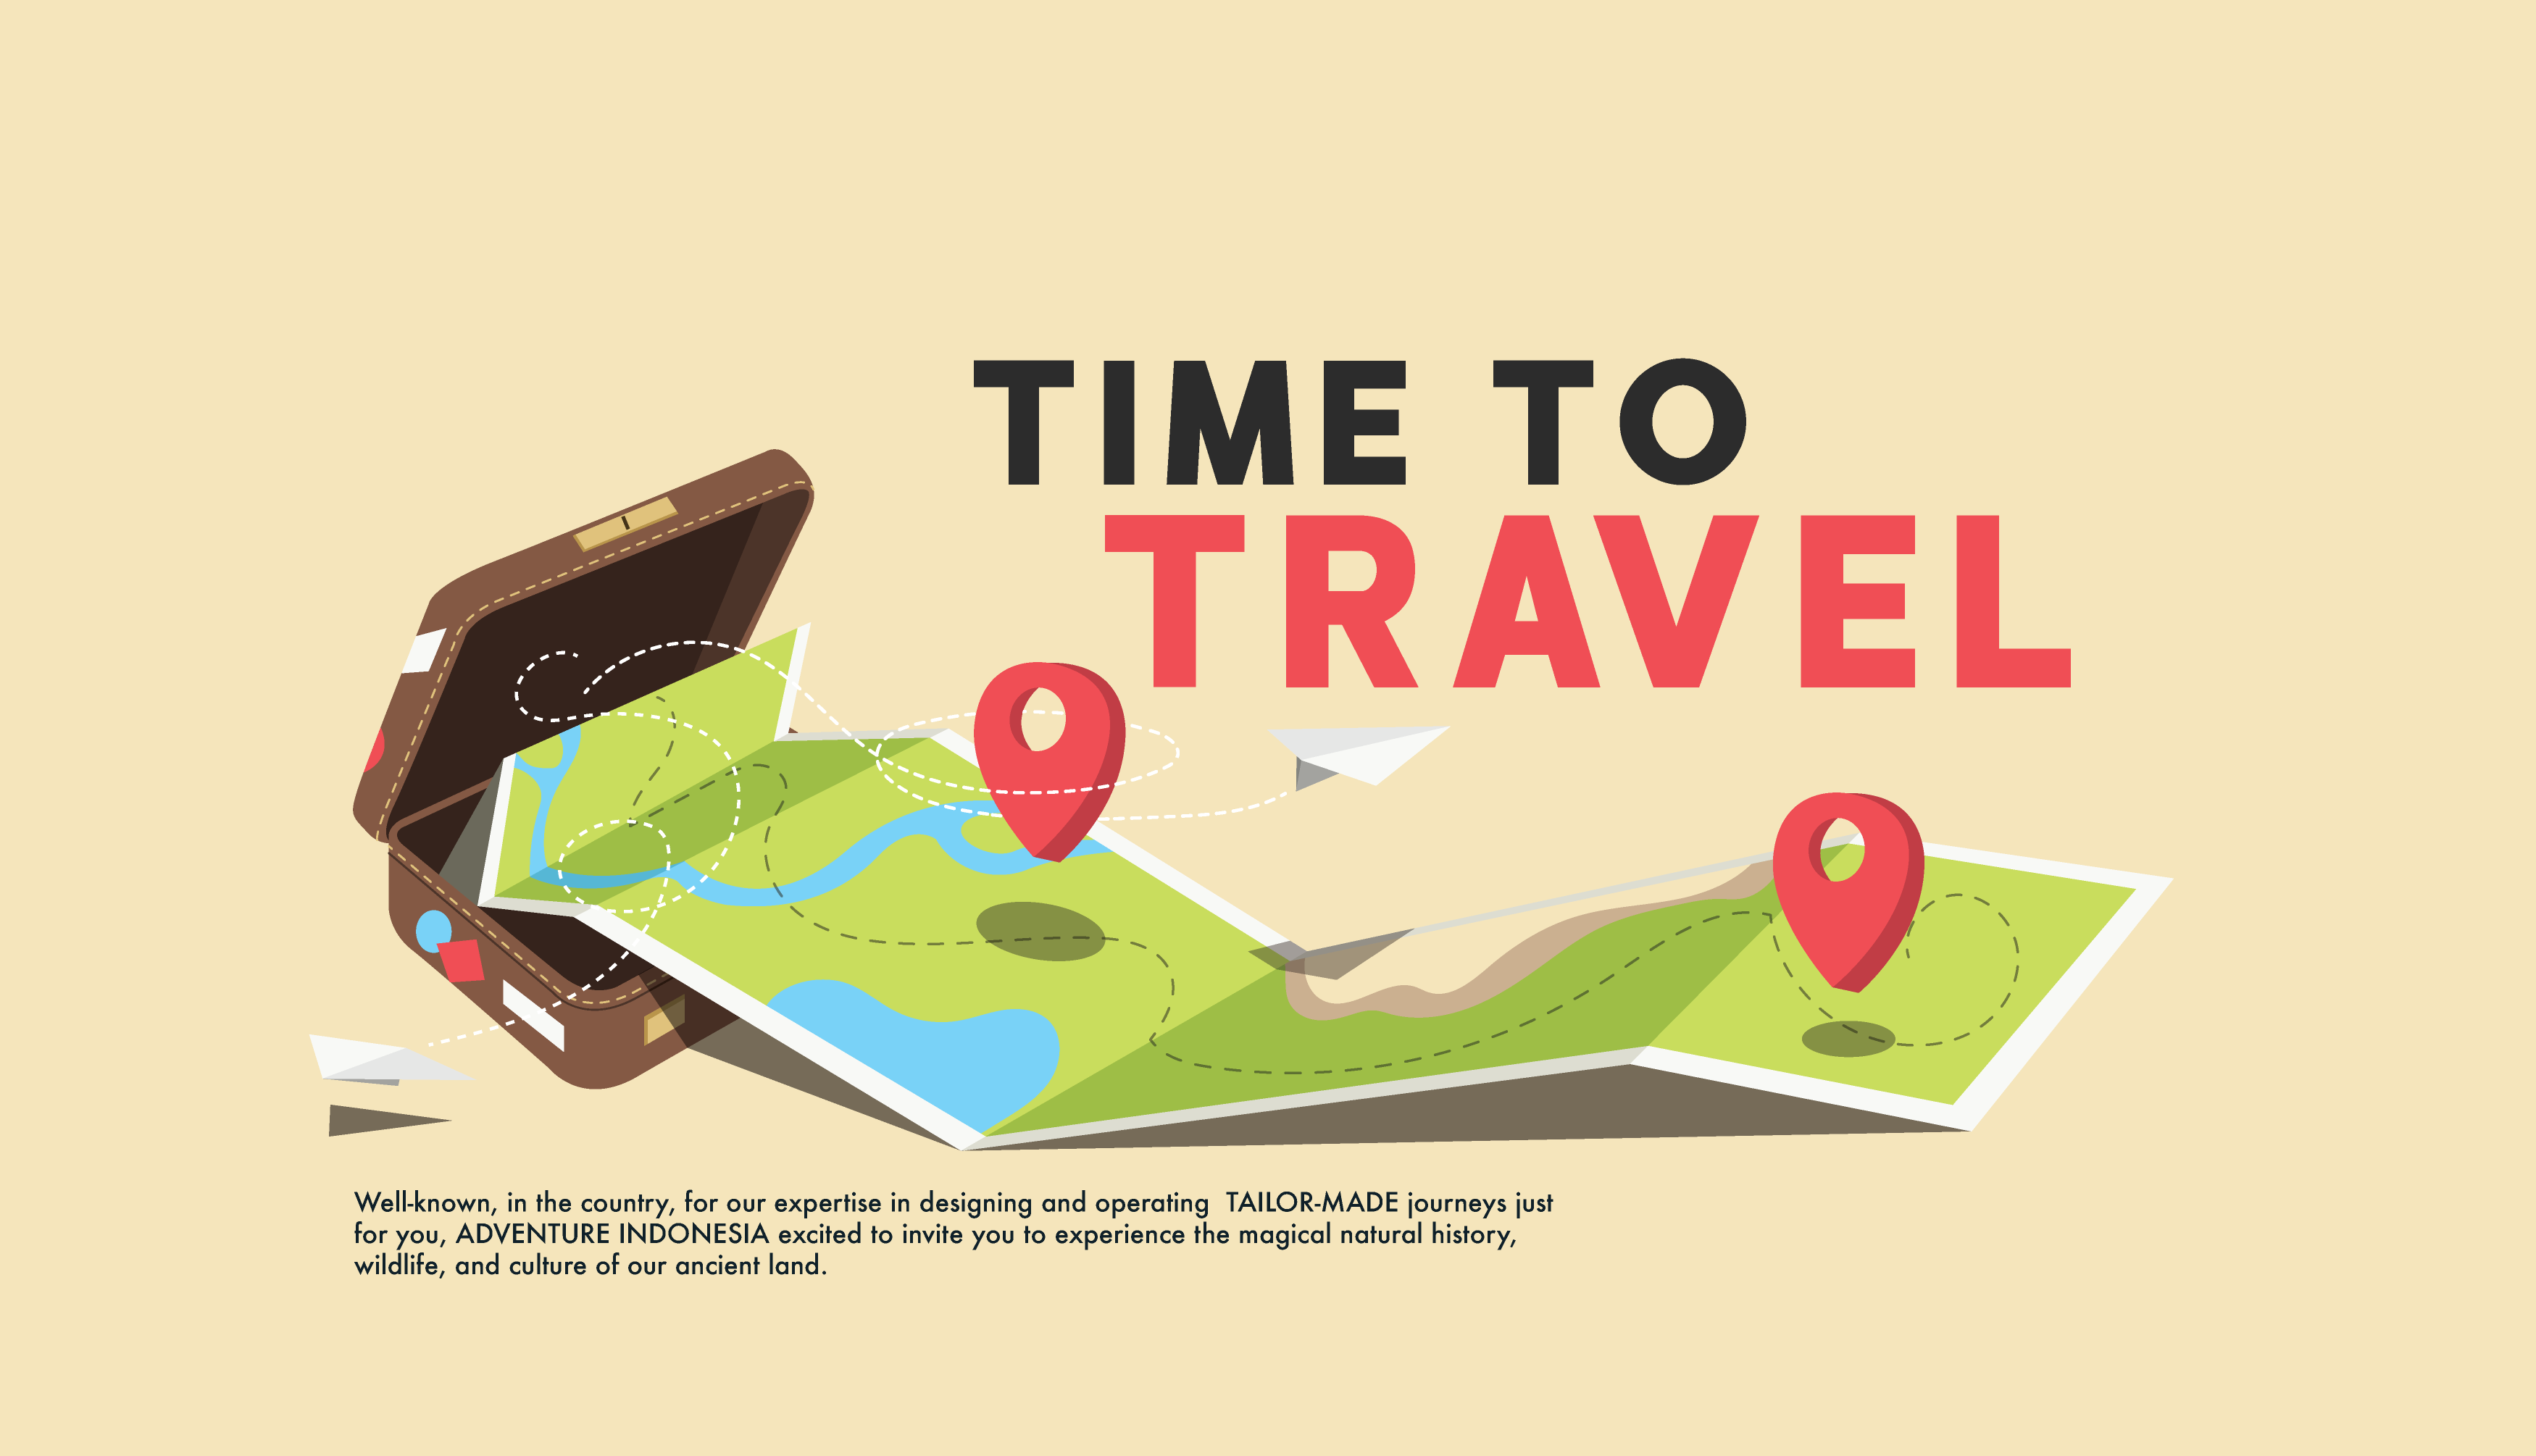 TIME TO
TRAVEL
Well-known, in the country, for our expertise in designing and operating  TAILOR-MADE journeys just
for you, ADVENTURE INDONESIA excited to invite you to experience the magical natural history,
wildlife, and culture of our ancient land.